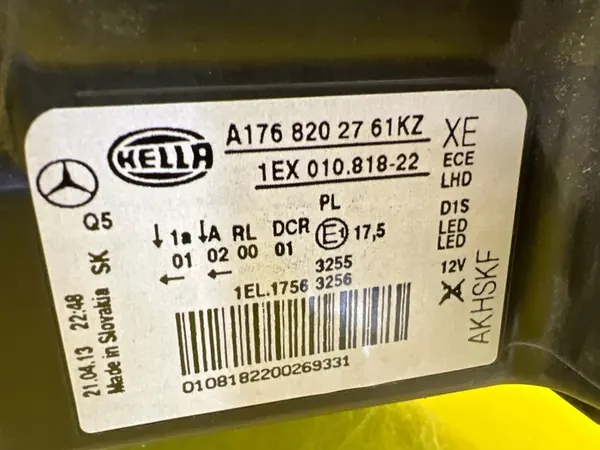 HELLA
A176 820 27 61KZ
1EX 010.818-22
XE
ECE
LHD
Q5
PL
1a A RL DCR E1 17,5
01 02 00 01
D1S
LED
LED
12V
3255
1EL.1756 3256
AKHSKF
21.04.13 22:48
Made in Slovakia SK
0108182200269331